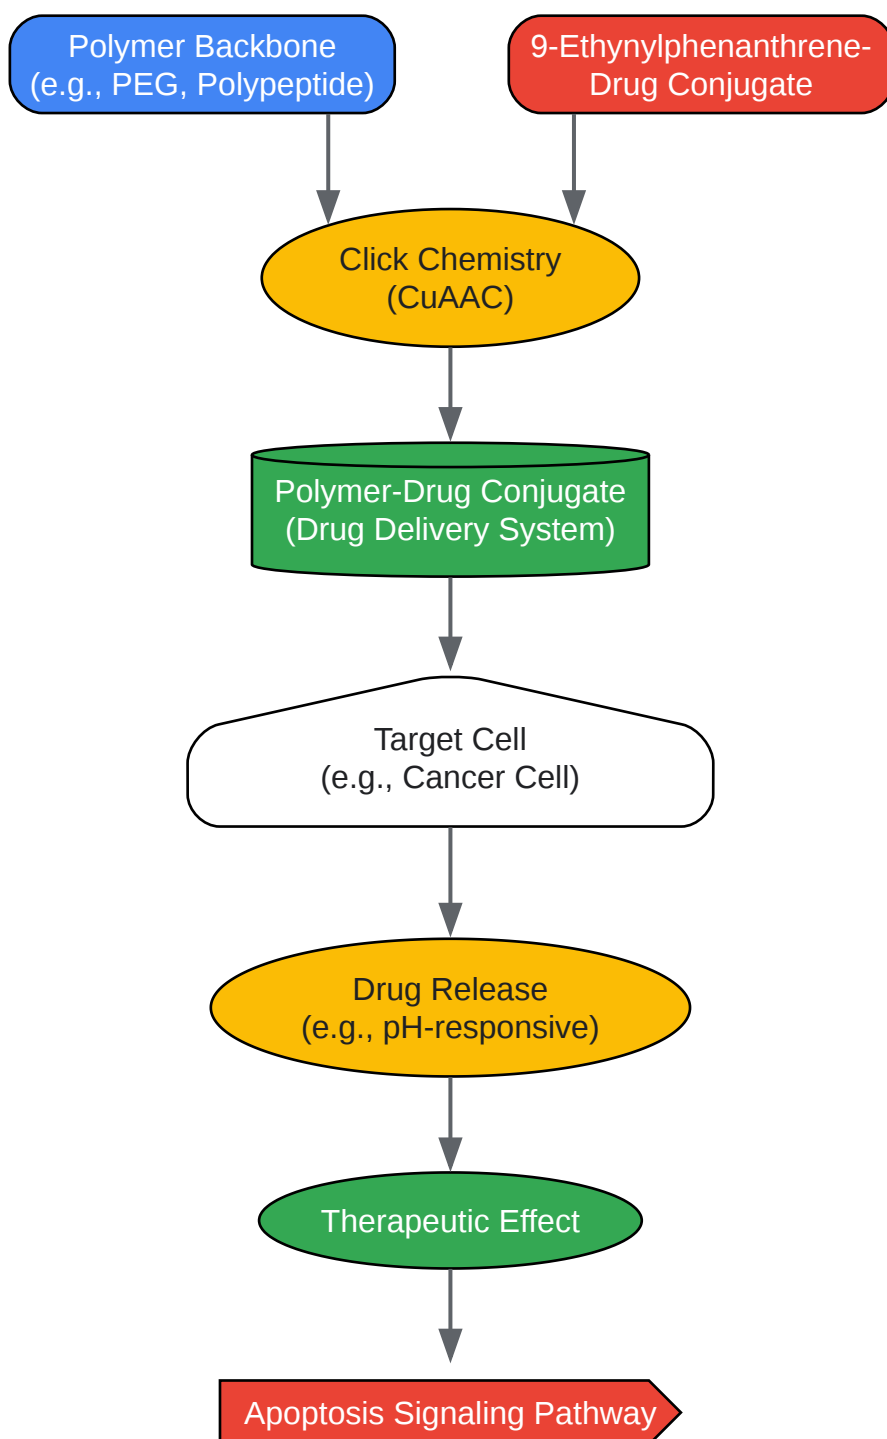 Polymer Backbone
(e.g., PEG, Polypeptide)
9-Ethynylphenanthrene-
Drug Conjugate
Click Chemistry
(CuAAC)
Polymer-Drug Conjugate
(Drug Delivery System)
Target Cell
(e.g., Cancer Cell)
Drug Release
(e.g., pH-responsive)
Therapeutic Effect
Apoptosis Signaling Pathway